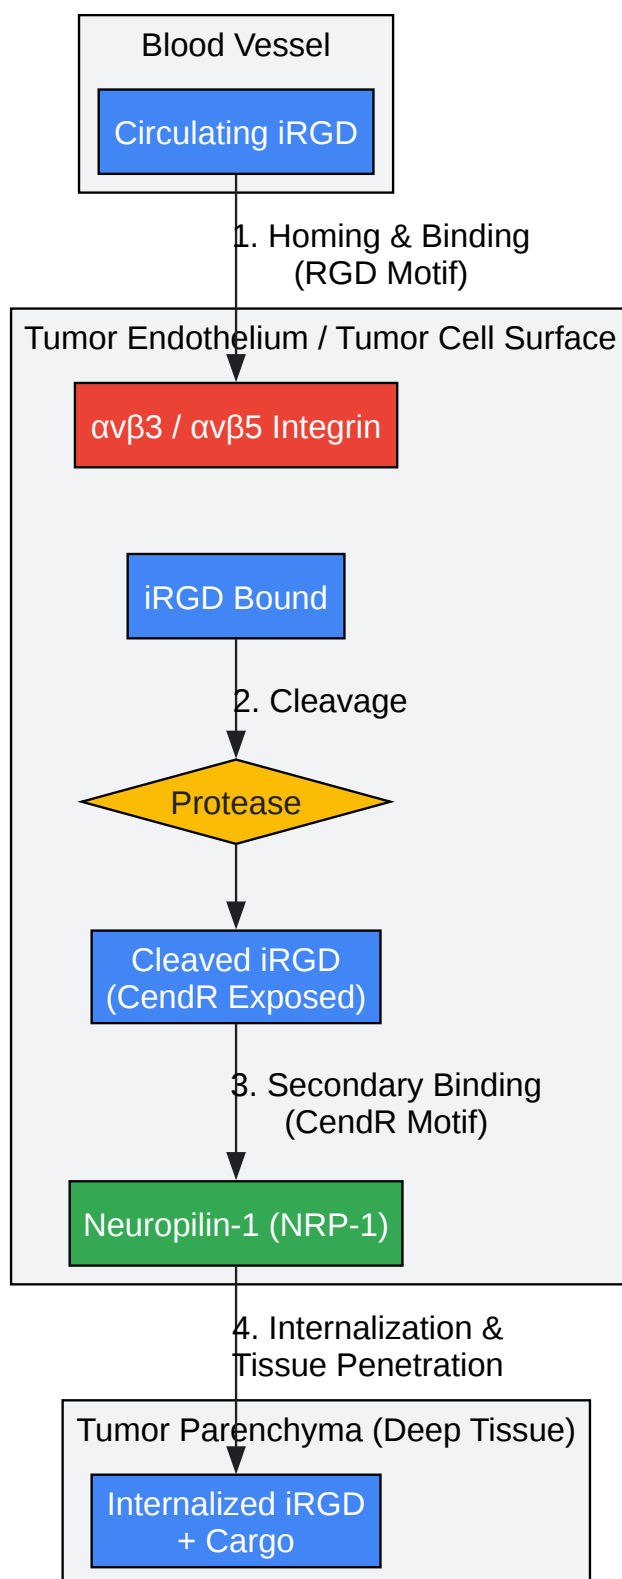 Blood Vessel
Circulating iRGD
1. Homing & Binding
(RGD Motif)
Tumor Endothelium / Tumor Cell Surface
αvβ3 / αvβ5 Integrin
iRGD Bound
2. Cleavage
Protease
Cleaved iRGD
(CendR Exposed)
3. Secondary Binding
(CendR Motif)
Neuropilin-1 (NRP-1)
4. Internalization &
Tissue Penetration
Tumor Parenchyma (Deep Tissue)
Internalized iRGD
+ Cargo